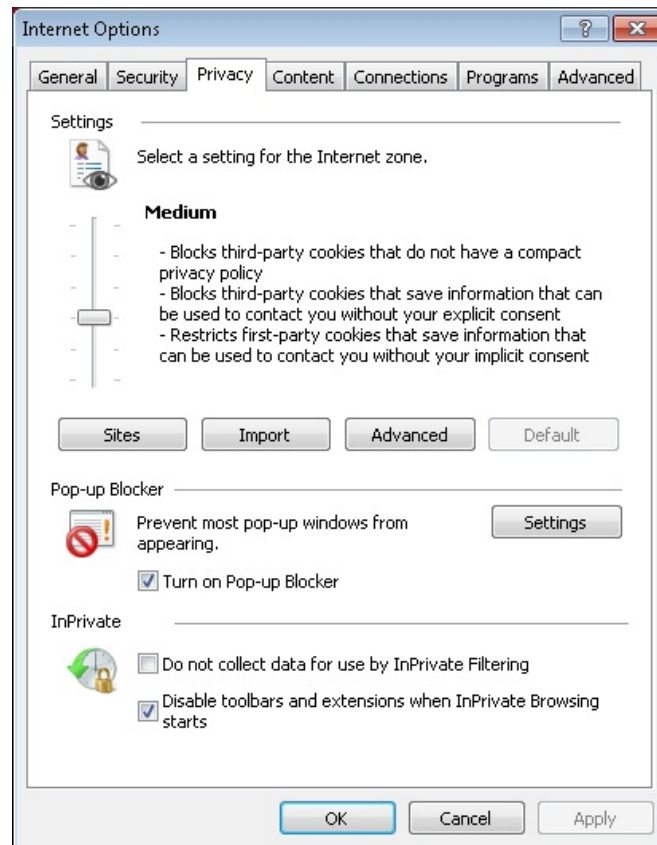 Internet Options
General Security Privacy Content Connections Programs Advanced
Settings
Select a setting for the Internet zone.
Medium
- Blocks third-party cookies that do not have a compact
privacy policy
- Blocks third-party cookies that save information that can
be used to contact you without your explicit consent
- Restricts first-party cookies that save information that
can be used to contact you without your implicit consent
Sites Import Advanced Default
Pop-up Blocker
Prevent most pop-up windows from
appearing.
Settings
Turn on Pop-up Blocker
InPrivate
Do not collect data for use by InPrivate Filtering
Disable toolbars and extensions when InPrivate Browsing
starts
OK Cancel Apply